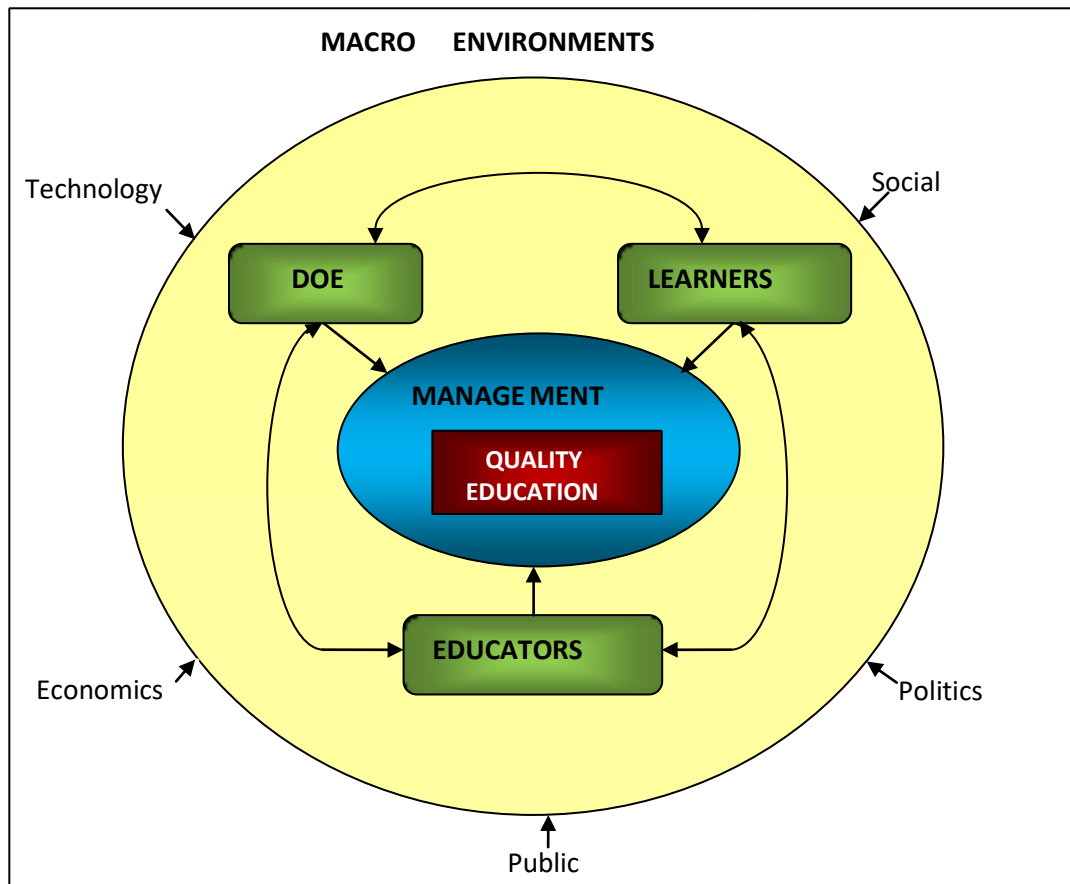 MACRO ENVIRONMENTS
Technology
Social
DOE
LEARNERS
MANAGE MENT
QUALITY
EDUCATION
EDUCATORS
Economics
Politics
Public